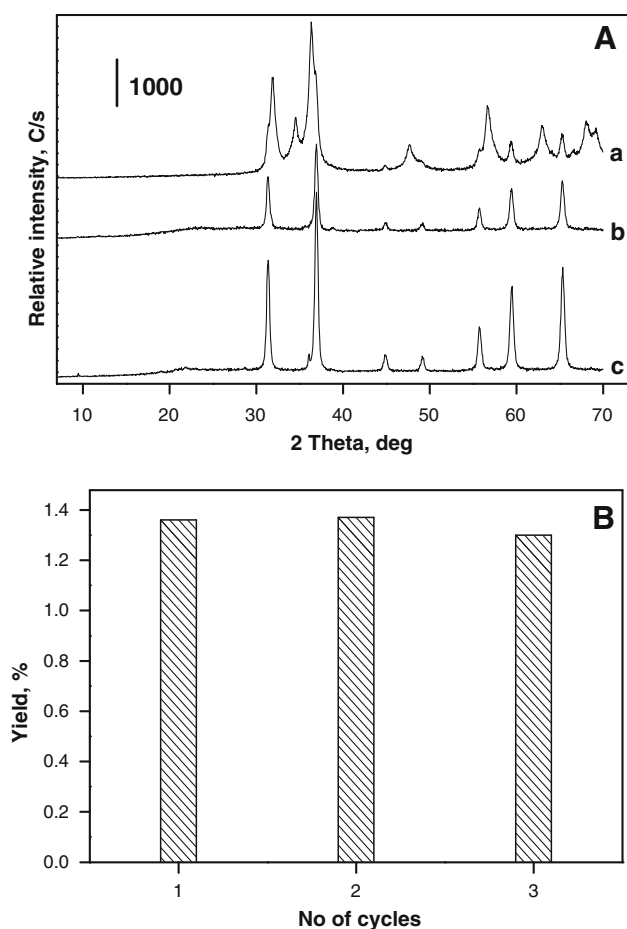 A
1000
a
b
c
Relative intensity, C/s
10 20 30 40 50 60 70
2 Theta, deg
B
1.4
1.2
1.0
0.8
0.6
0.4
0.2
0.0
Yield, %
1 2 3
No of cycles